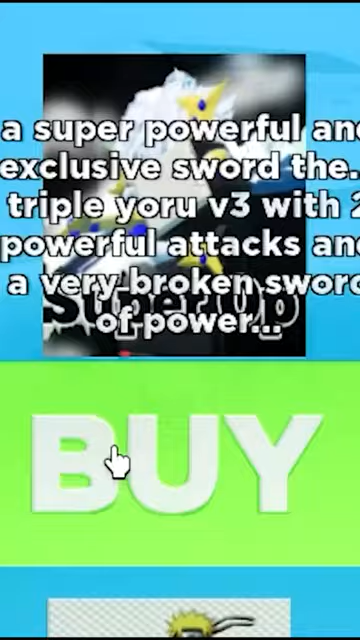 a super powerful and
exclusive sword the.
triple yoru v3 with 2
powerful attacks and
a very broken sword
SuperUp
of power...
BUY